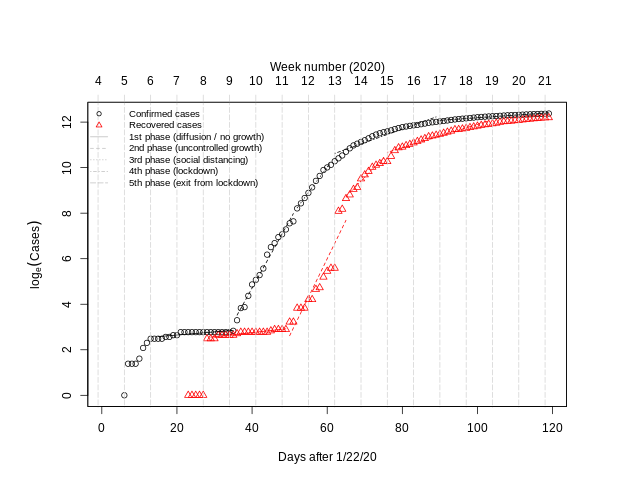 Week number (2020)
4 5 6 7 8 9 10 11 12 13 14 15 16 17 18 19 20 21
Confirmed cases
Recovered cases
1st phase (diffusion / no growth)
2nd phase (uncontrolled growth)
3rd phase (social distancing)
4th phase (lockdown)
5th phase (exit from lockdown)
12
10
8
6
4
2
0
logₑ(Cases)
0 20 40 60 80 100 120
Days after 1/22/20